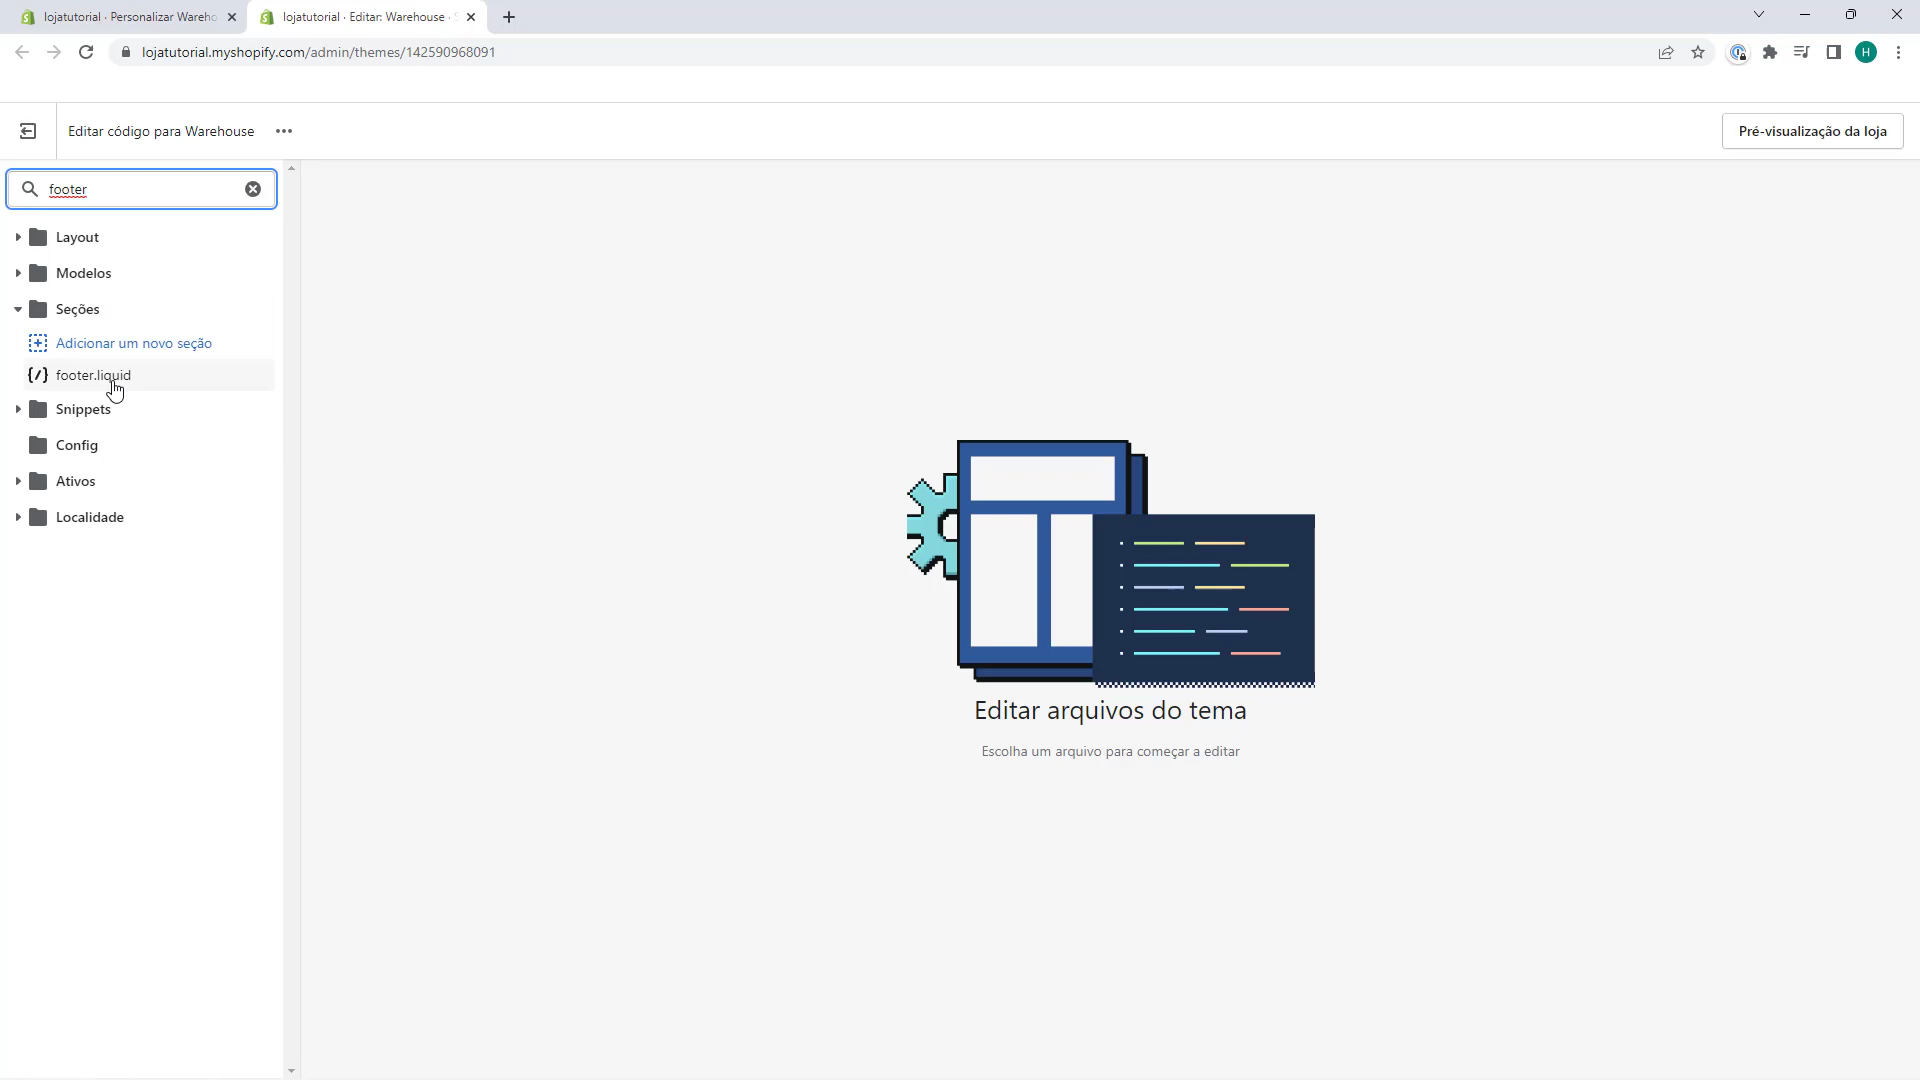 lojatutorial · Personalizar Wareho
lojatutorial · Editar: Warehouse ·
lojatutorial.myshopify.com/admin/themes/142590968091
H
Editar código para Warehouse
Pré-visualização da loja
footer
Layout
Modelos
Seções
Adicionar um novo seção
footer.liquid
Snippets
Config
Ativos
Localidade
Editar arquivos do tema
Escolha um arquivo para começar a editar